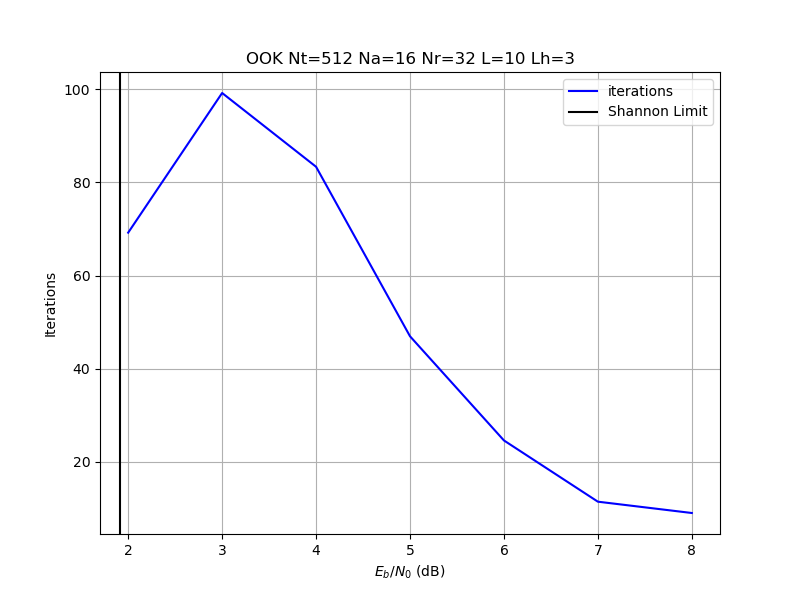 OOK Nt=512 Na=16 Nr=32 L=10 Lh=3
iterations
Shannon Limit
100
80
60
40
20
Iterations
2 3 4 5 6 7 8
E_b/N_0 (dB)